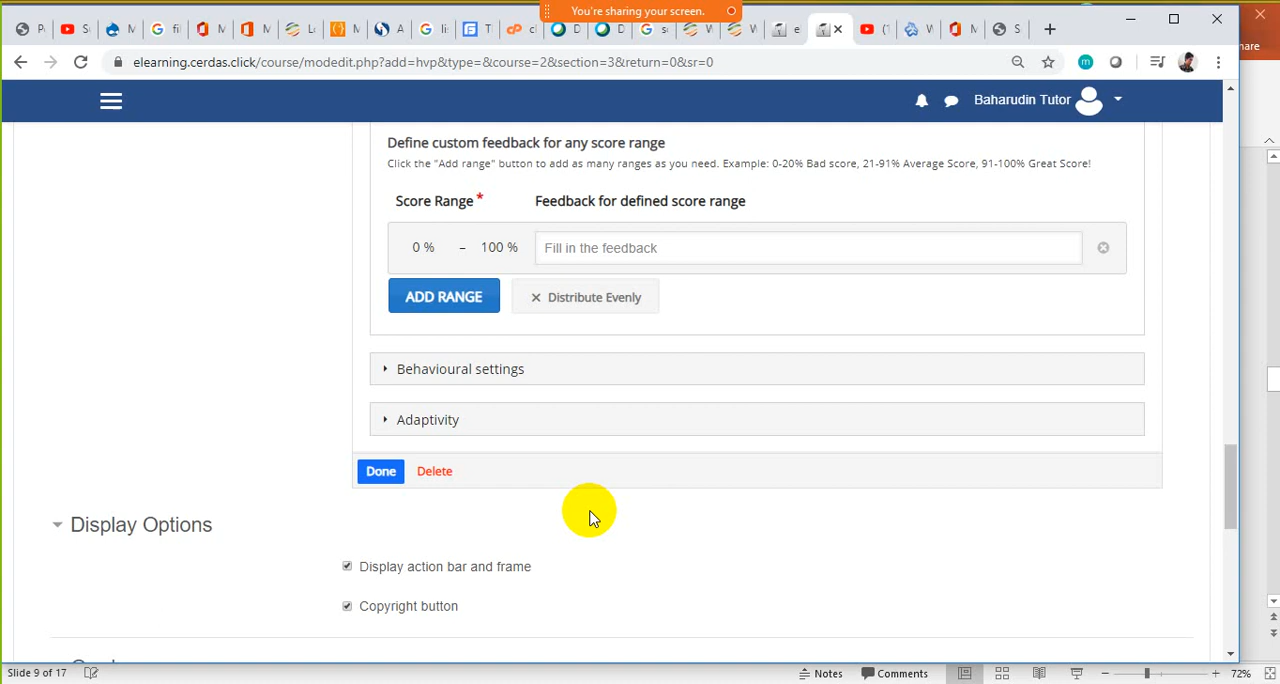 You're sharing your screen.
elearning.cerdas.click/course/modedit.php?add=hvp&type=&course=2&section=3&return=0&sr=0
Baharudin Tutor
Define custom feedback for any score range
Click the "Add range" button to add as many ranges as you need. Example: 0-20% Bad score, 21-91% Average Score, 91-100% Great Score!
Score Range * Feedback for defined score range
0 % – 100 % Fill in the feedback
ADD RANGE Distribute Evenly
Behavioural settings
Adaptivity
Done Delete
Display Options
Display action bar and frame
Copyright button
Slide 9 of 17 Notes Comments 72%